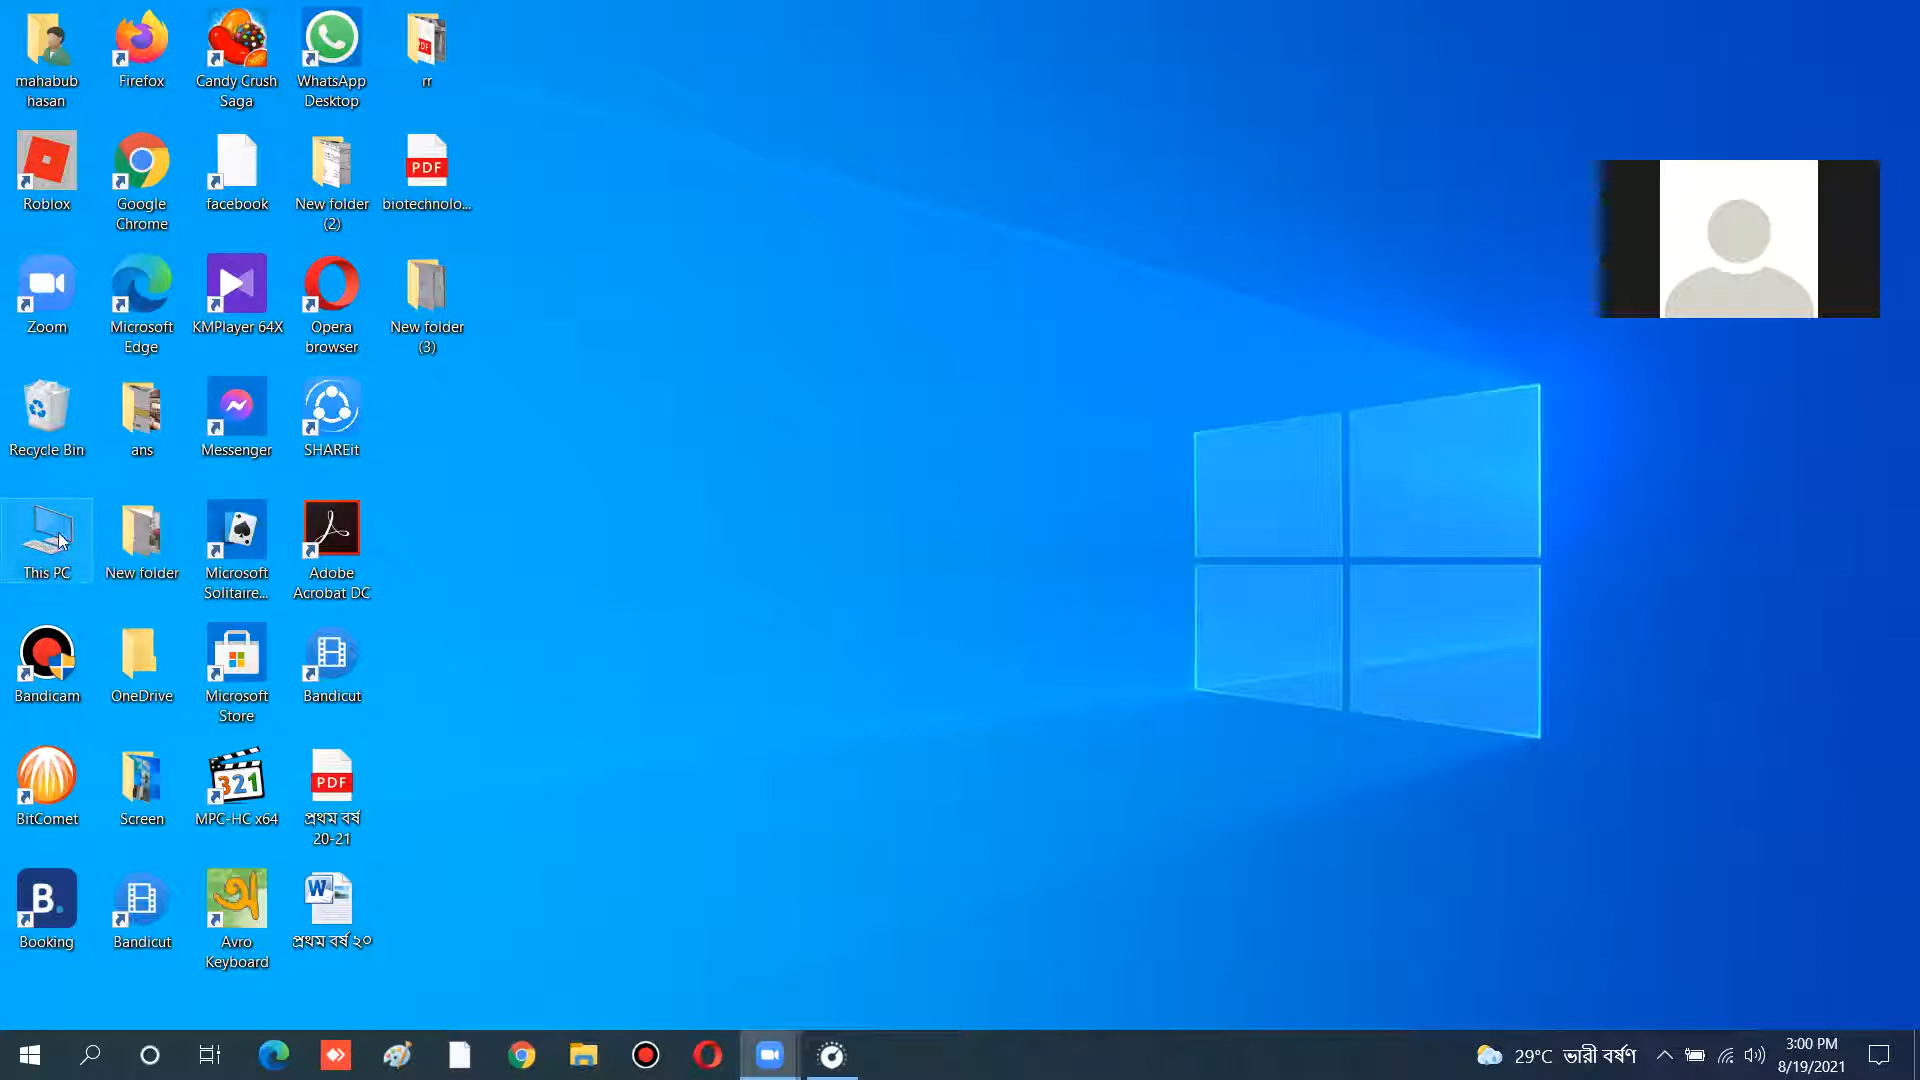 mahabub
hasan
Firefox
Candy Crush
Saga
WhatsApp
Desktop
rr
Roblox
Google
Chrome
facebook
New folder
(2)
PDF
biotechnolo...
Zoom
Microsoft
Edge
KMPlayer 64X
Opera
browser
New folder
(3)
Recycle Bin
ans
Messenger
SHAREit
This PC
New folder
Microsoft
Solitaire...
Adobe
Acrobat DC
Bandicam
OneDrive
Microsoft
Store
Bandicut
BitComet
Screen
321
MPC-HC x64
PDF
প্রথম বর্ষ
20-21
B.
Booking
Bandicut
অ
Avro
Keyboard
W
প্রথম বর্ষ ২০
29°C ভারী বর্ষণ
3:00 PM
8/19/2021